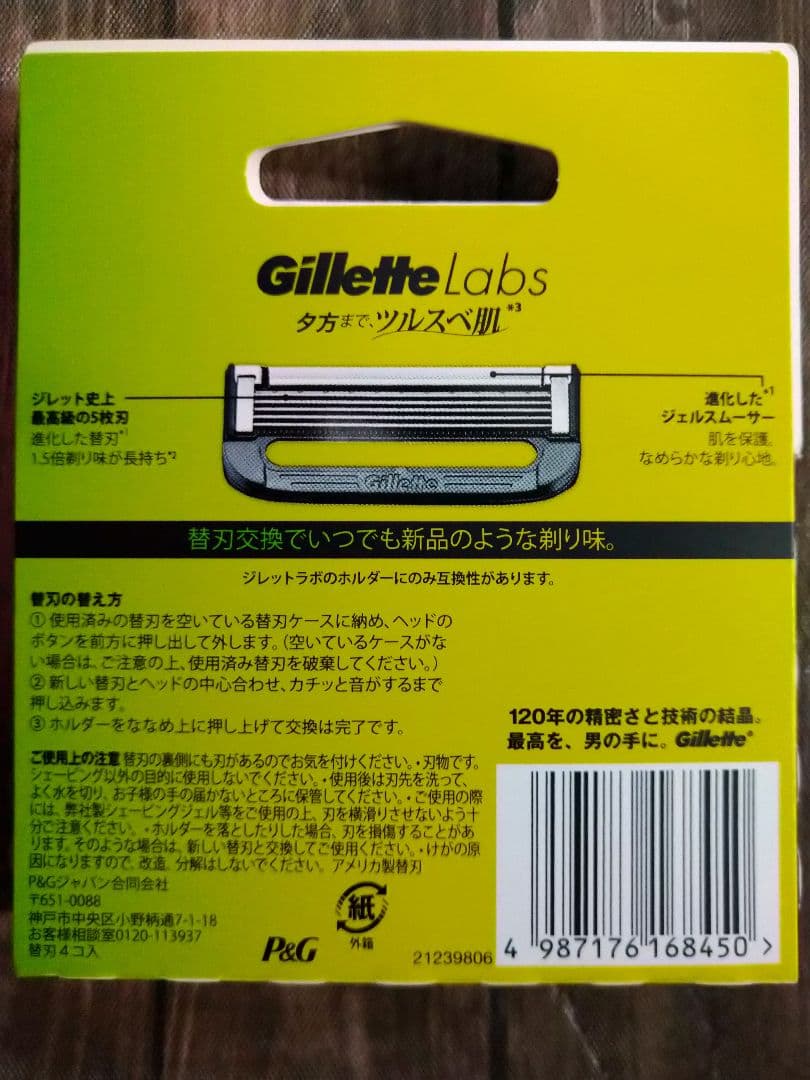 Gillette Labs
夕方まで、ツルスベ肌*3
ジレット史上
最高級の5枚刃
進化した替刃*1
1.5倍剃り味が長持ち*2
進化した*1
ジェルスムーサー
肌を保護。
なめらかな剃り心地。
Gillette
替刃交換でいつでも新品のような剃り味。
ジレットラボのホルダーにのみ互換性があります。
替刃の替え方
① 使用済みの替刃を空いている替刃ケースに納め、ヘッドの
ボタンを前方に押し出して外します。(空いているケースがな
い場合は、ご注意の上、使用済み替刃を破棄してください。)
② 新しい替刃とヘッドの中心合わせ、カチッと音がするまで
押し込みます。
③ ホルダーをななめ上に押し上げて交換は完了です。
120年の精密さと技術の結晶。
最高を、男の手に。Gillette®
ご使用上の注意 替刃の裏側にも刃があるのでお気を付けください。・刃物です。
シェービング以外の目的に使用しないでください。・使用後は刃先を洗って、
よく水を切り、お子様の手の届かないところに保管してください。・ご使用の際
には、弊社製シェービングジェル等をご使用の上、刃を横滑りさせないよう十
分ご注意ください。・ホルダーを落としたりした場合、刃を損傷することがあ
ります。そのような場合は、新しい替刃と交換してご使用ください。・けがの原
因になりますので、改造、分解はしないでください。アメリカ製替刃
P&Gジャパン合同会社
〒651-0088
神戸市中央区小野柄通7-1-18
お客様相談室0120-113937
替刃4コ入
紙
外箱
P&G
21239806
4 987176 168450 >